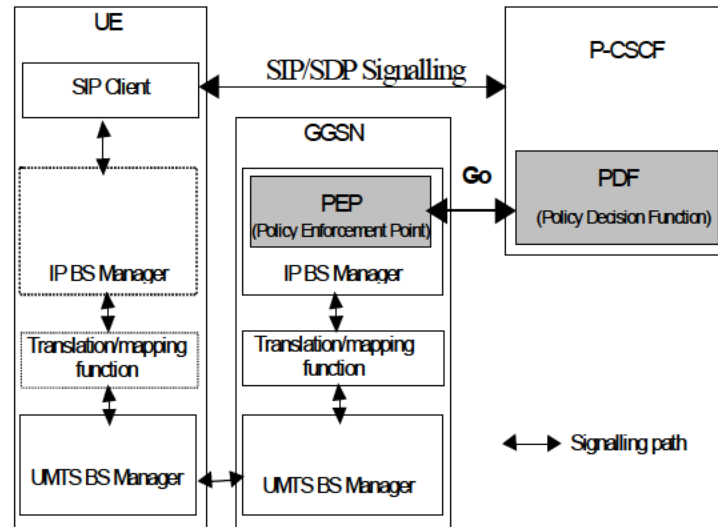 UE
SIP Client
SIP/SDP Signalling
P-CSCF
GGSN
Go
PEP
(Policy Enforcement Point)
PDF
(Policy Decision Function)
IP BS Manager
IP BS Manager
Translation/mapping
function
Translation/mapping
function
UMTS BS Manager
UMTS BS Manager
Signalling path